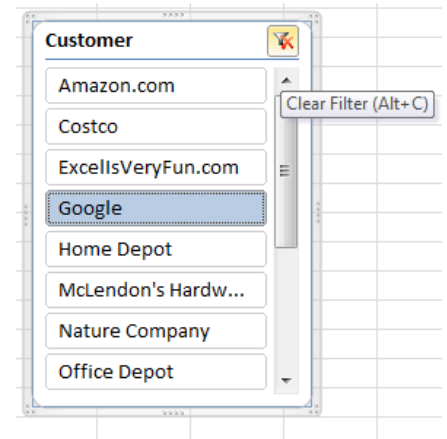 Customer
Amazon.com
Clear Filter (Alt+C)
Costco
ExcelIsVeryFun.com
Google
Home Depot
McLendon's Hardw...
Nature Company
Office Depot